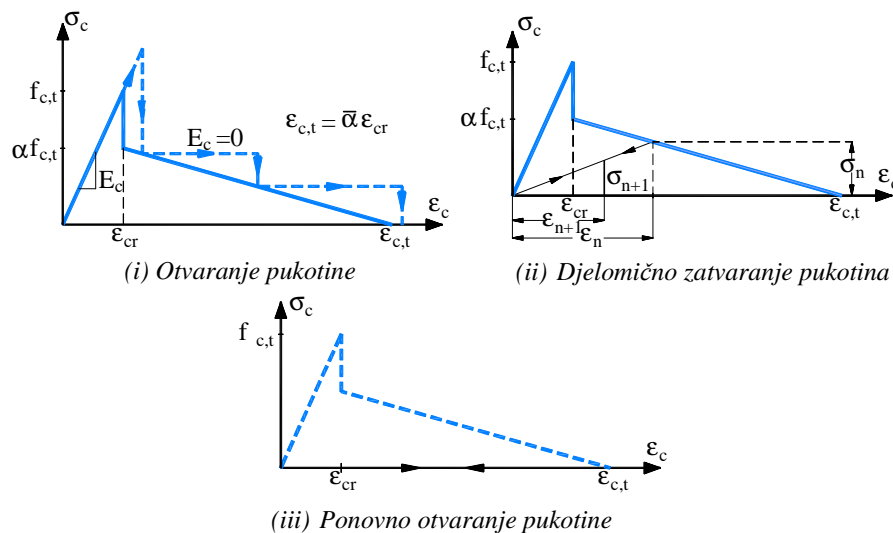 σc
fc,t
αfc,t
Ec
Ec=0
εc,t = ᾱ εcr
εcr
εc,t
εc
(i) Otvaranje pukotine
σc
fc,t
αfc,t
σn+1
σn
εc
εcr
εc,t
εn+1
εn
(ii) Djelomično zatvaranje pukotina
σc
f c,t
εc
εcr
εc,t
(iii) Ponovno otvaranje pukotine